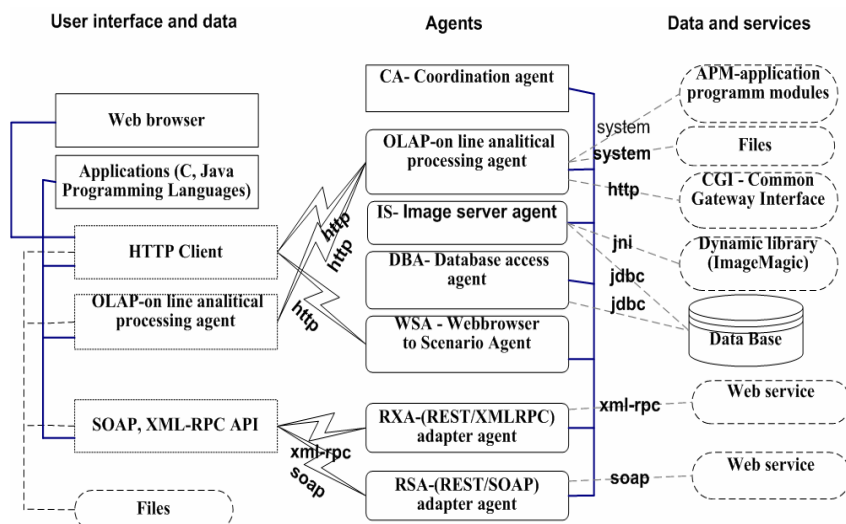 User interface and data
Agents
Data and services
Web browser
Applications (C, Java
Programming Languages)
HTTP Client
OLAP-on line analitical
processing agent
SOAP, XML-RPC API
Files
http
http
http
xml-rpc
soap
CA- Coordination agent
OLAP-on line analitical
processing agent
IS- Image server agent
DBA- Database access
agent
WSA - Webbrowser
to Scenario Agent
RXA-(REST/XMLRPC)
adapter agent
RSA-(REST/SOAP)
adapter agent
system
system
http
jni
jdbc
jdbc
xml-rpc
soap
APM-application
programm modules
Files
CGI - Common
Gateway Interface
Dynamic library
(ImageMagic)
Data Base
Web service
Web service